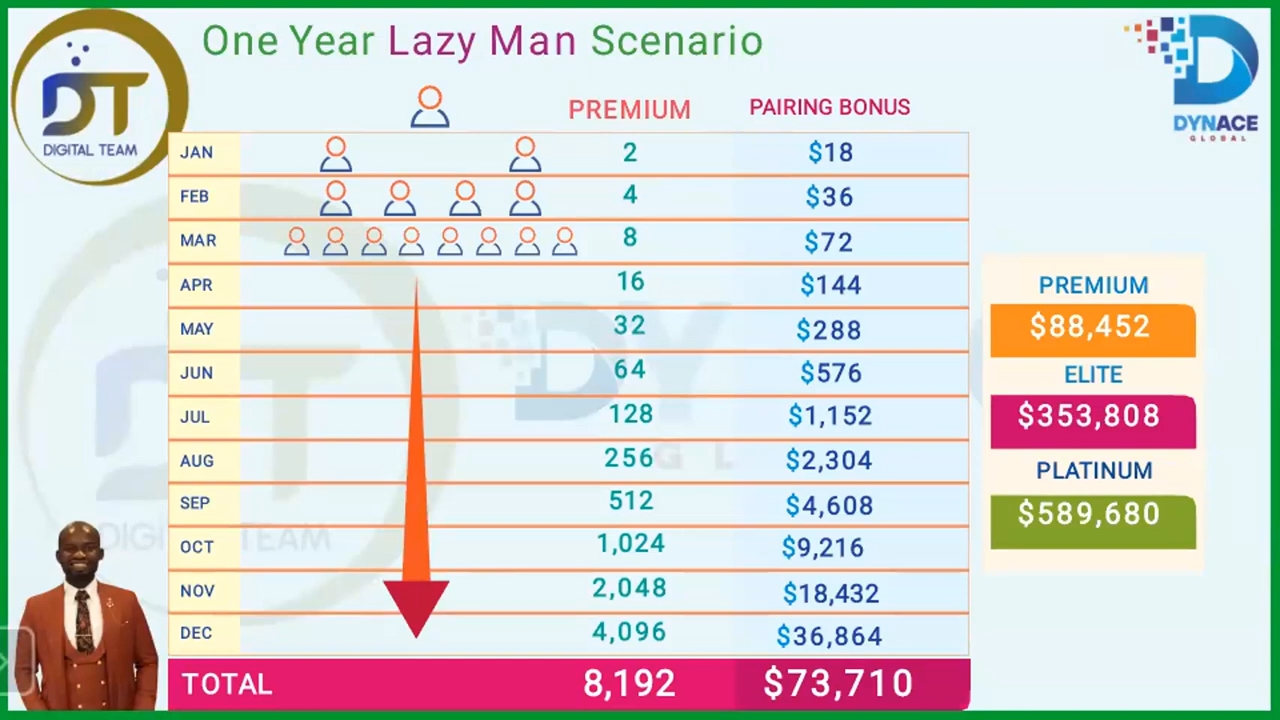 One Year Lazy Man Scenario
DT
DIGITAL TEAM
D
DYNACE
GLOBAL
PREMIUM PAIRING BONUS
JAN 2 $18
FEB 4 $36
MAR 8 $72
APR 16 $144
MAY 32 $288
JUN 64 $576
JUL 128 $1,152
AUG 256 $2,304
SEP 512 $4,608
OCT 1,024 $9,216
NOV 2,048 $18,432
DEC 4,096 $36,864
TOTAL 8,192 $73,710
PREMIUM
$88,452
ELITE
$353,808
PLATINUM
$589,680